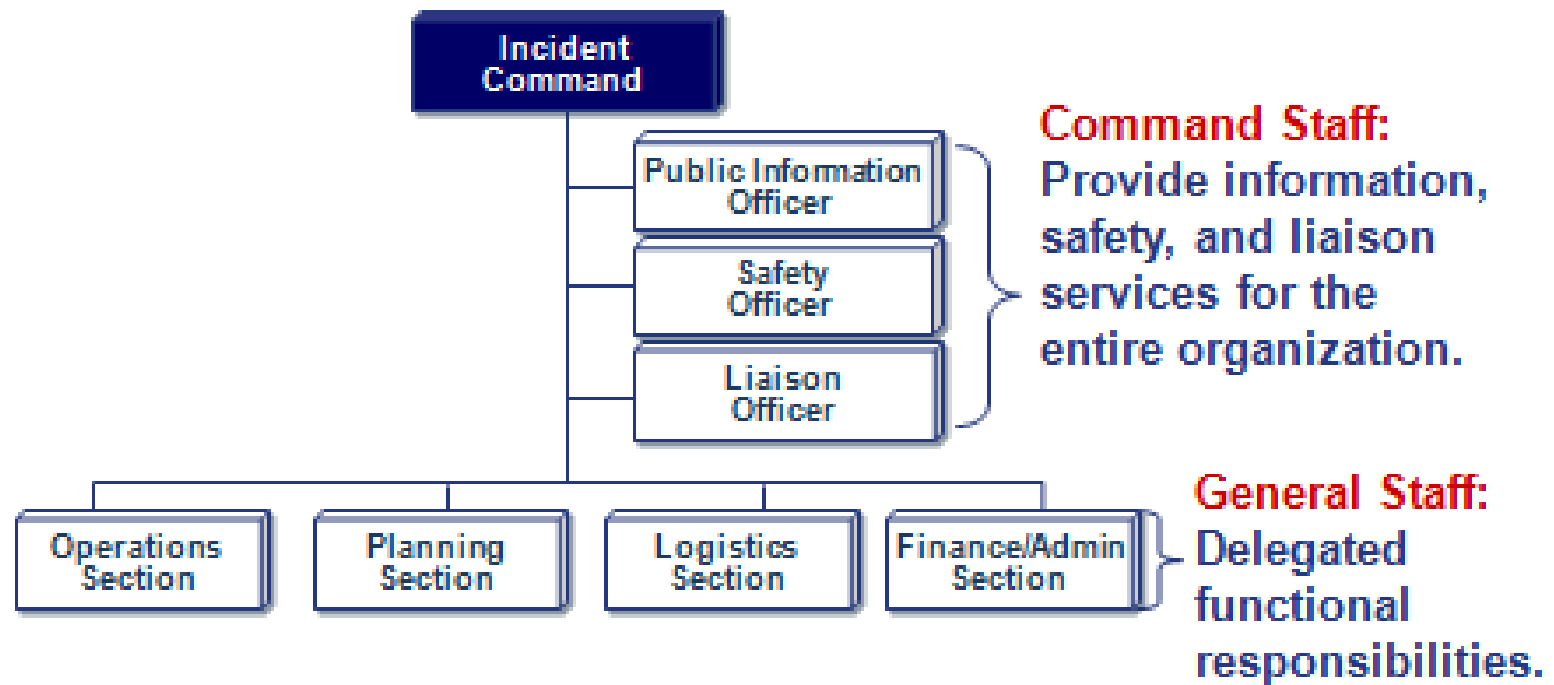 Incident
Command
Public Information
Officer
Safety
Officer
Liaison
Officer
Command Staff:
Provide information,
safety, and liaison
services for the
entire organization.
Operations
Section
Planning
Section
Logistics
Section
Finance/Admin
Section
General Staff:
Delegated
functional
responsibilities.